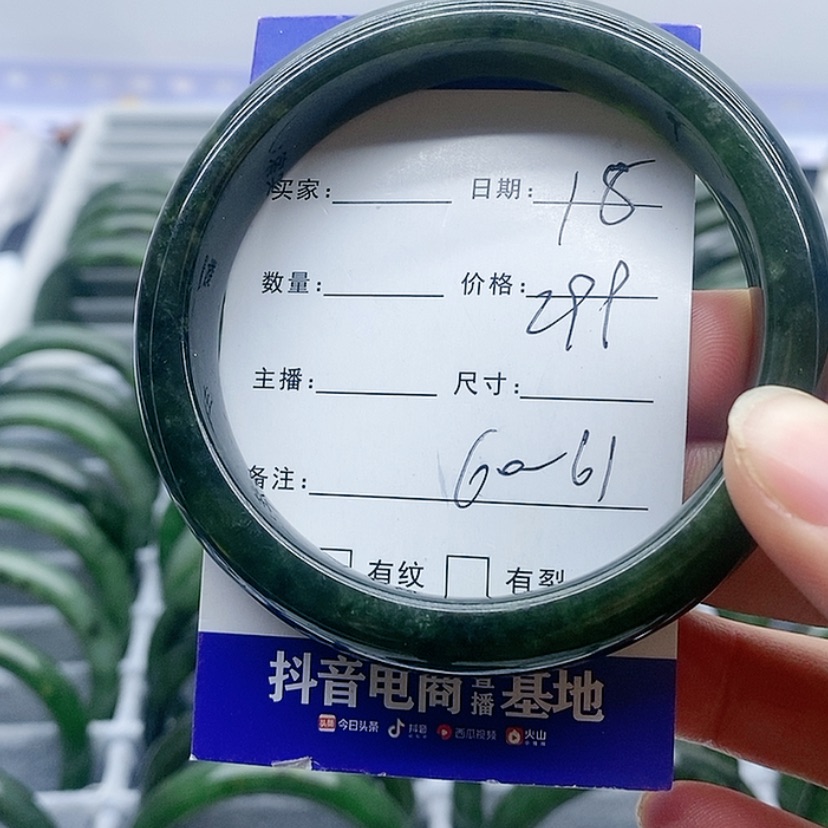 买家: 日期: 18
数量: 价格: 299
主播: 尺寸:
备注: 60-61
有纹 有裂
抖音电商直播基地
今日头条 抖音 西瓜视频 火山